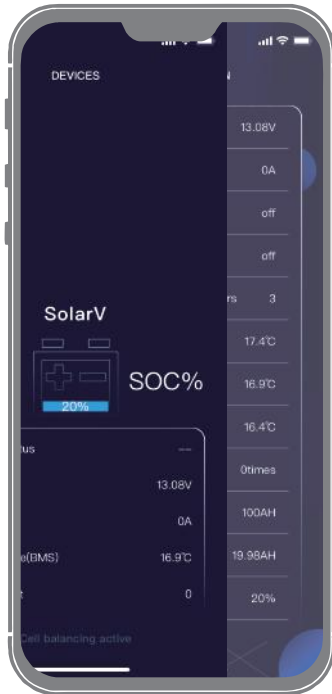 DEVICES
SolarV
SOC%
20%
tus --
13.08V
0A
e(BMS) 16.9℃
t 0
Cell balancing active
N
13.08V
0A
off
off
rs 3
17.4℃
16.9℃
16.4℃
0times
100AH
19.98AH
20%